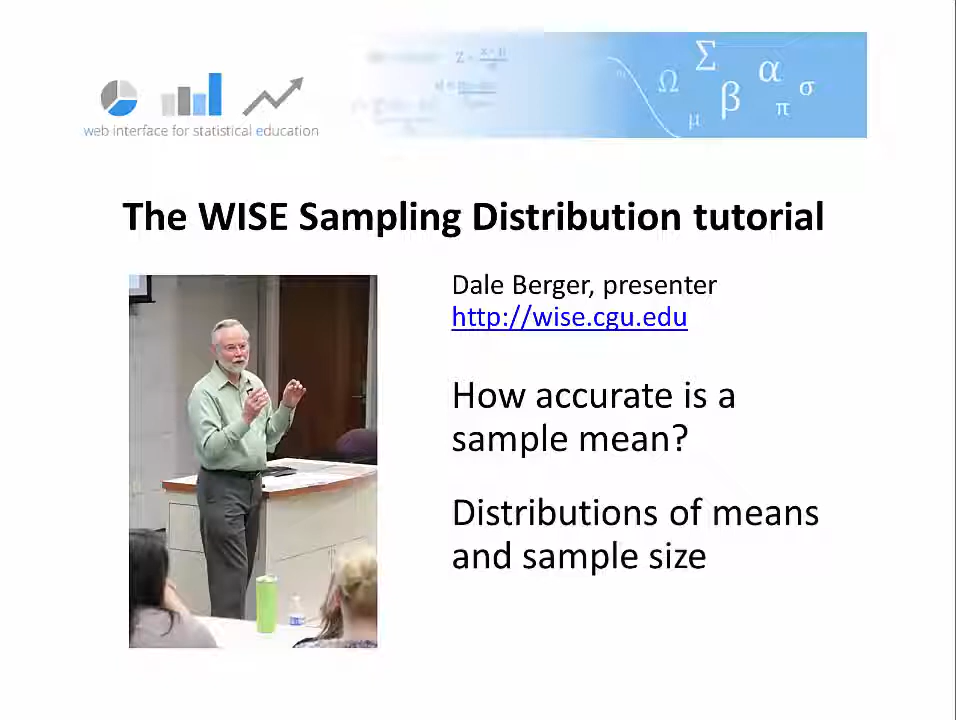 Ω Σ β α π σ μ
web interface for statistical education
The WISE Sampling Distribution tutorial
Dale Berger, presenter
http://wise.cgu.edu
How accurate is a
sample mean?
Distributions of means
and sample size